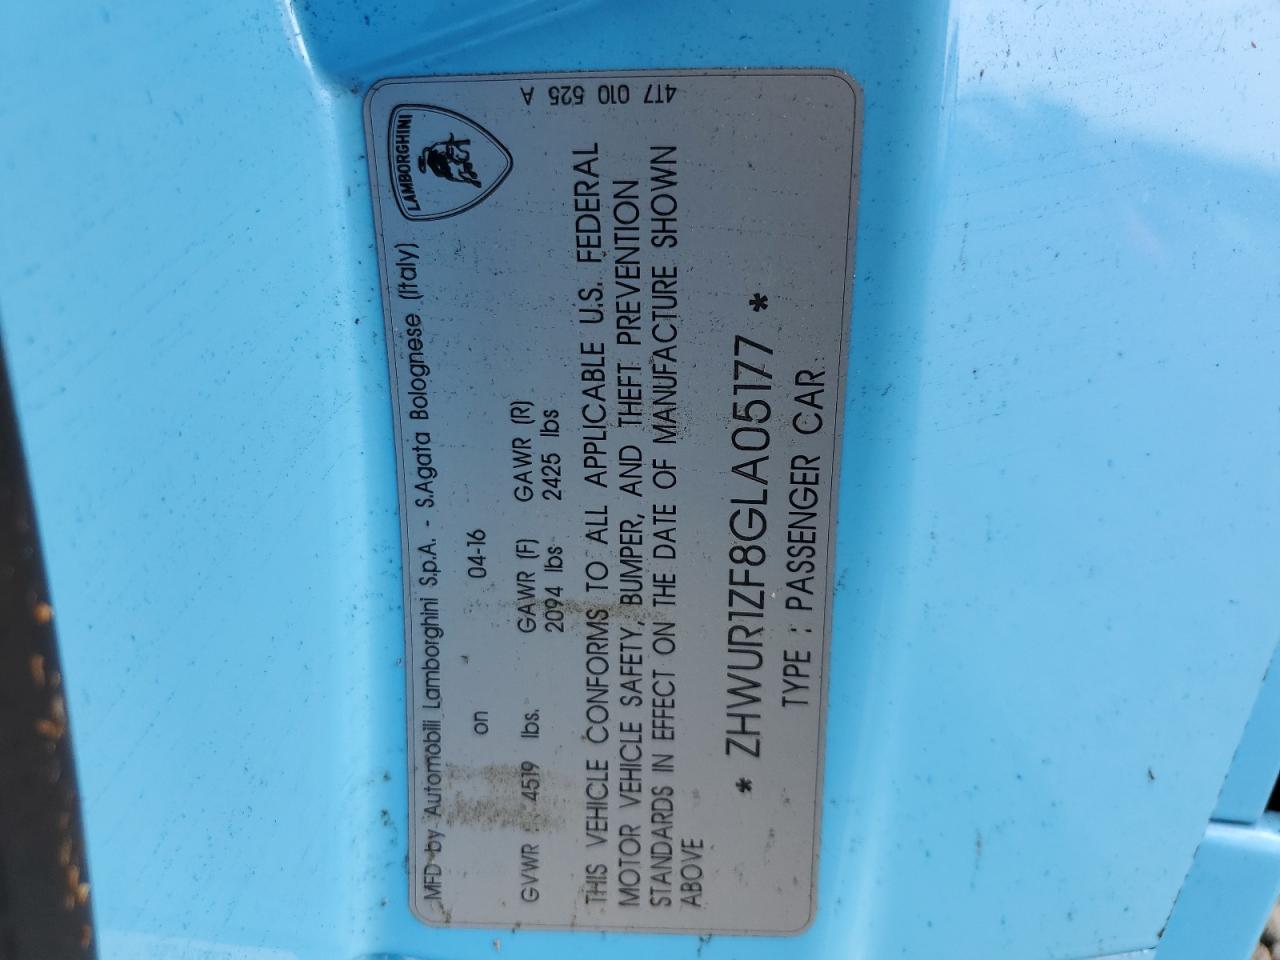 LAMBORGHINI
MFD by Automobili Lamborghini S.p.A. - S.Agata Bolognese (Italy)
on 04-16
GVWR 4519 lbs. GAWR (F) GAWR (R)
2094 lbs 2425 lbs
THIS VEHICLE CONFORMS TO ALL APPLICABLE U.S. FEDERAL
MOTOR VEHICLE SAFETY, BUMPER, AND THEFT PREVENTION
STANDARDS IN EFFECT ON THE DATE OF MANUFACTURE SHOWN
ABOVE
* ZHWUR1ZF8GLA05177 *
TYPE : PASSENGER CAR
4T7 010 525 A